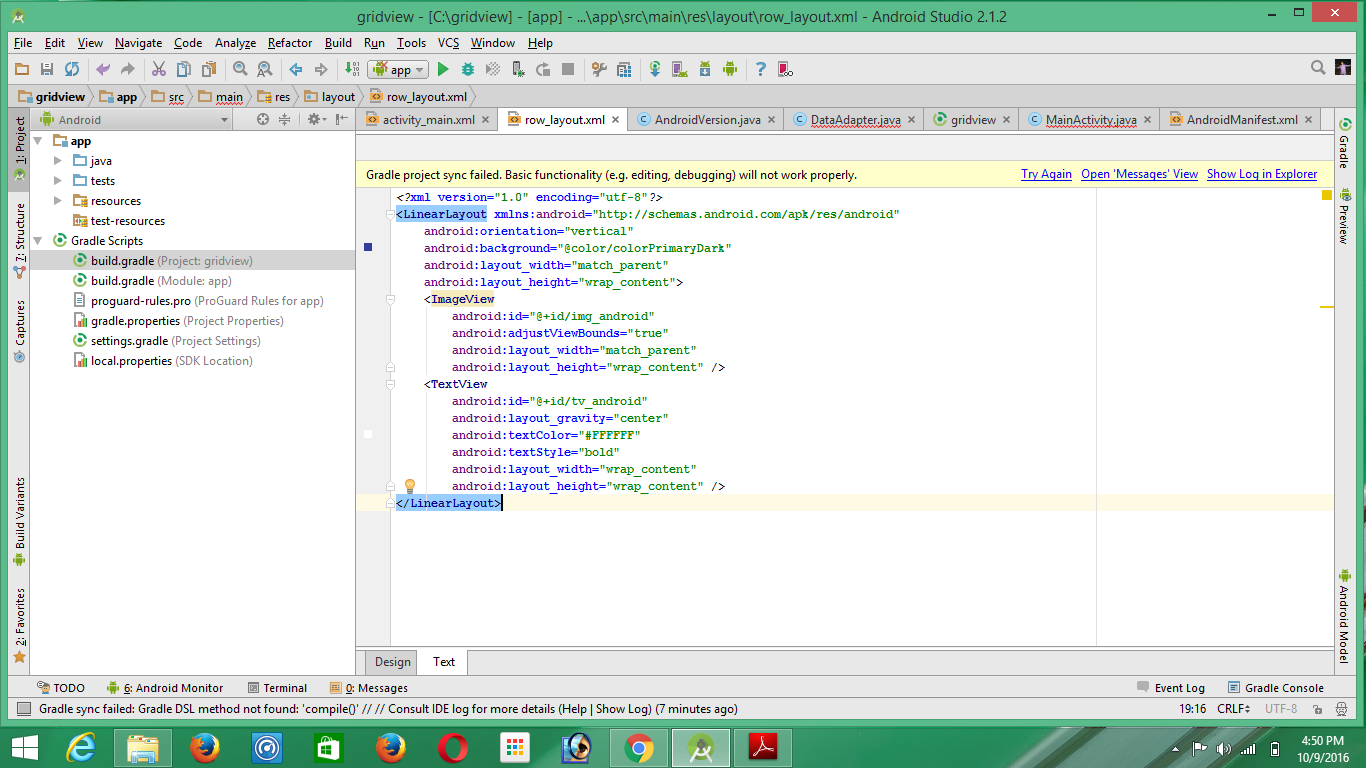 gridview - [C:\gridview] - [app] - ...\app\src\main\res\layout\row_layout.xml - Android Studio 2.1.2
File Edit View Navigate Code Analyze Refactor Build Run Tools VCS Window Help
app
gridview app src main res layout row_layout.xml
1: Project
7: Structure
Captures
Build Variants
2: Favorites
Android
app
java
tests
resources
test-resources
Gradle Scripts
build.gradle (Project: gridview)
build.gradle (Module: app)
proguard-rules.pro (ProGuard Rules for app)
gradle.properties (Project Properties)
settings.gradle (Project Settings)
local.properties (SDK Location)
activity_main.xml row_layout.xml AndroidVersion.java DataAdapter.java gridview MainActivity.java AndroidManifest.xml
Gradle project sync failed. Basic functionality (e.g. editing, debugging) will not work properly. Try Again Open 'Messages' View Show Log in Explorer
<?xml version="1.0" encoding="utf-8"?>
<LinearLayout xmlns:android="http://schemas.android.com/apk/res/android"
android:orientation="vertical"
android:background="@color/colorPrimaryDark"
android:layout_width="match_parent"
android:layout_height="wrap_content">
<ImageView
android:id="@+id/img_android"
android:adjustViewBounds="true"
android:layout_width="match_parent"
android:layout_height="wrap_content" />
<TextView
android:id="@+id/tv_android"
android:layout_gravity="center"
android:textColor="#FFFFFF"
android:textStyle="bold"
android:layout_width="wrap_content"
android:layout_height="wrap_content" />
</LinearLayout>
Design Text
Gradle
Preview
Android Model
TODO 6: Android Monitor Terminal 0: Messages Event Log Gradle Console
Gradle sync failed: Gradle DSL method not found: 'compile()' // // Consult IDE log for more details (Help | Show Log) (7 minutes ago) 19:16 CRLF UTF-8
4:50 PM
10/9/2016